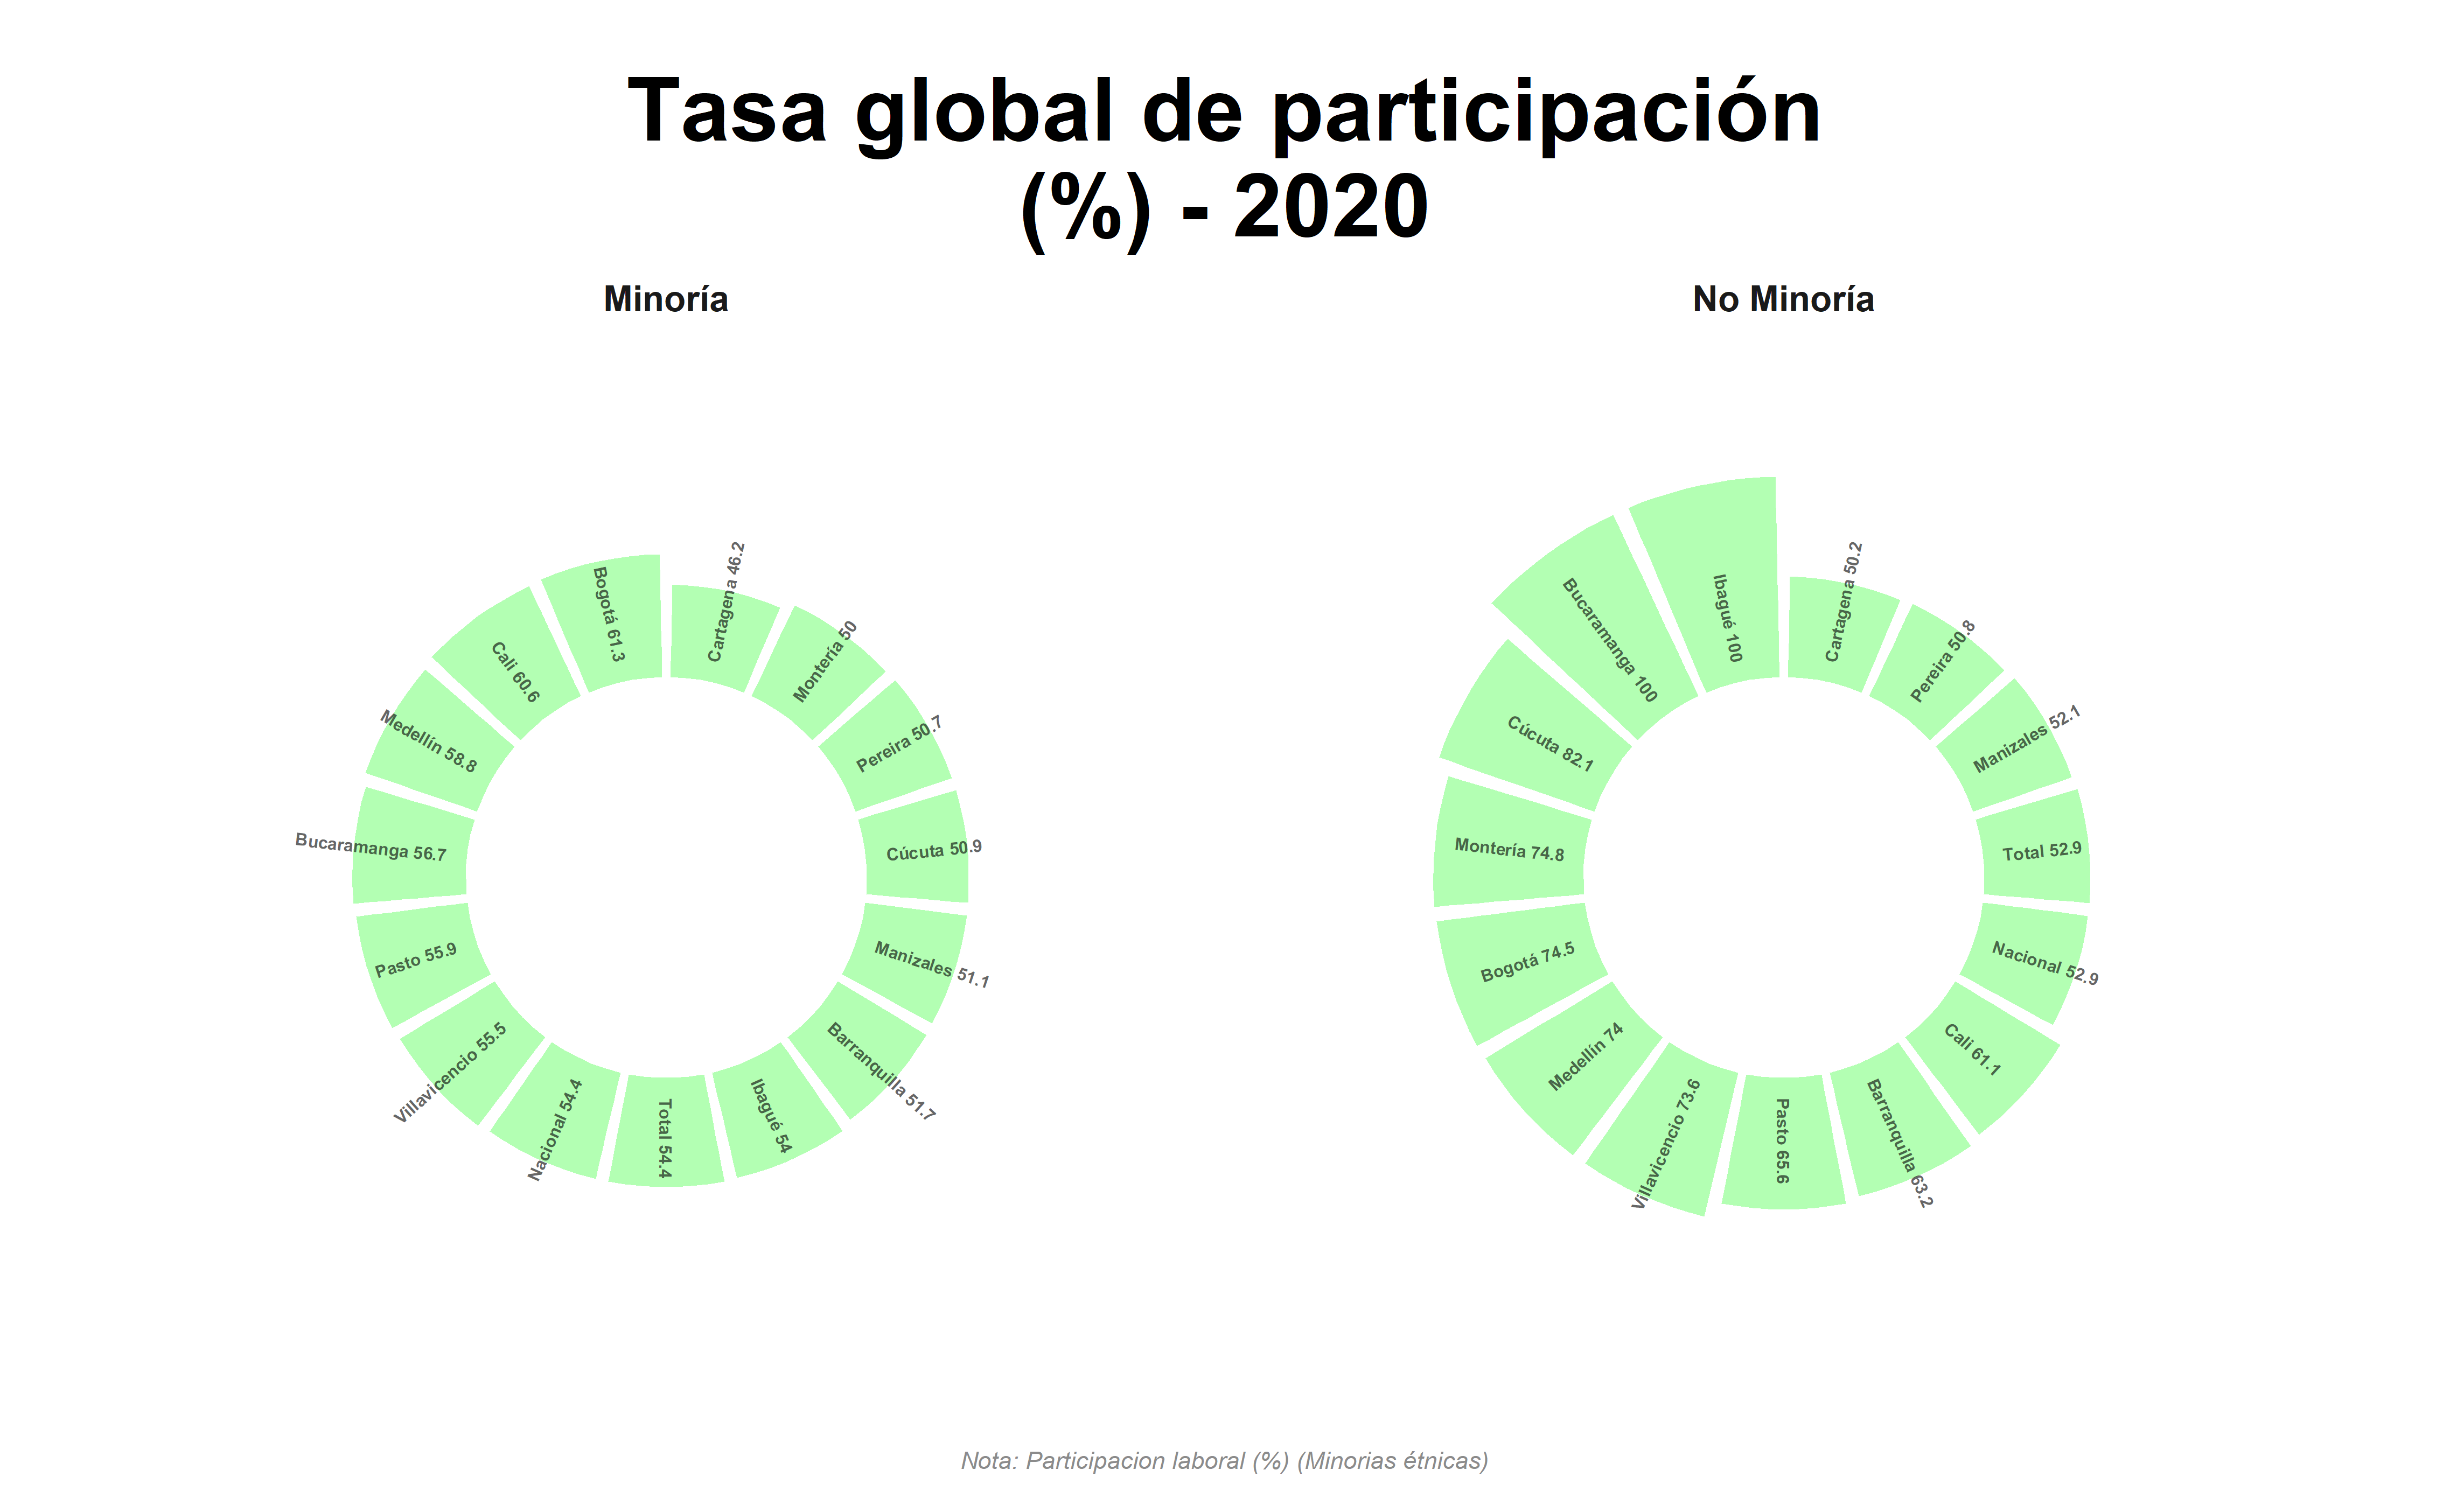 Tasa global de participación
(%) - 2020
Minoría
Cartagena 46.2
Montería 50
Pereira 50.7
Cúcuta 50.9
Manizales 51.1
Barranquilla 51.7
Ibagué 54
Total 54.4
Nacional 54.4
Villavicencio 55.5
Pasto 55.9
Bucaramanga 56.7
Medellín 58.8
Cali 60.6
Bogotá 61.3
No Minoría
Cartagena 50.2
Pereira 50.8
Manizales 52.1
Total 52.9
Nacional 52.9
Cali 61.1
Barranquilla 63.2
Pasto 65.6
Villavicencio 73.6
Medellín 74
Bogotá 74.5
Montería 74.8
Cúcuta 82.1
Bucaramanga 100
Ibagué 100
Nota: Participacion laboral (%) (Minorias étnicas)